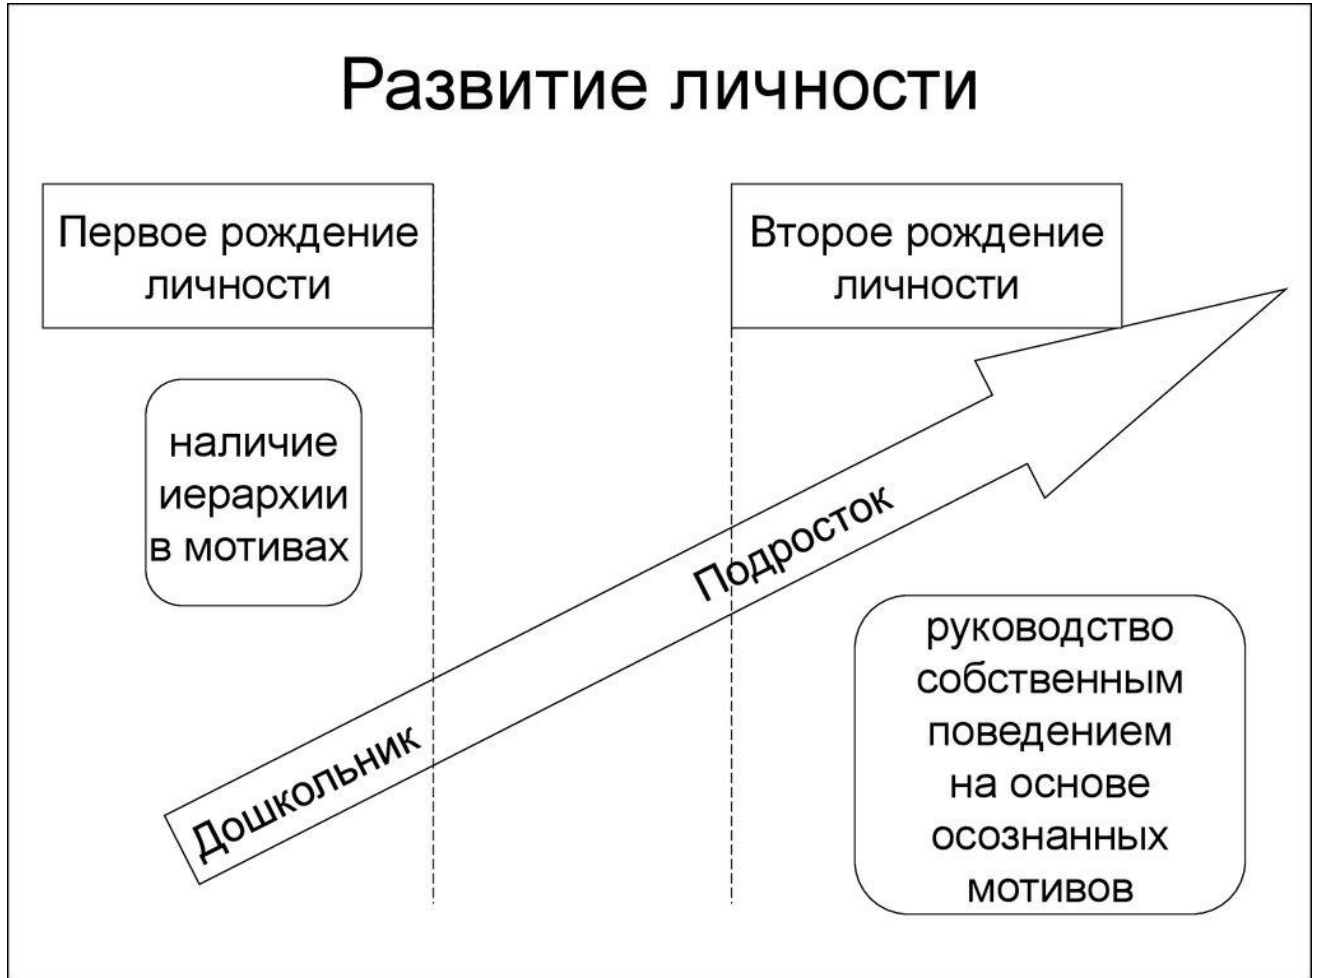 Развитие личности
Первое рождение
личности
Второе рождение
личности
наличие
иерархии
в мотивах
Подросток
Дошкольник
руководство
собственным
поведением
на основе
осознанных
мотивов